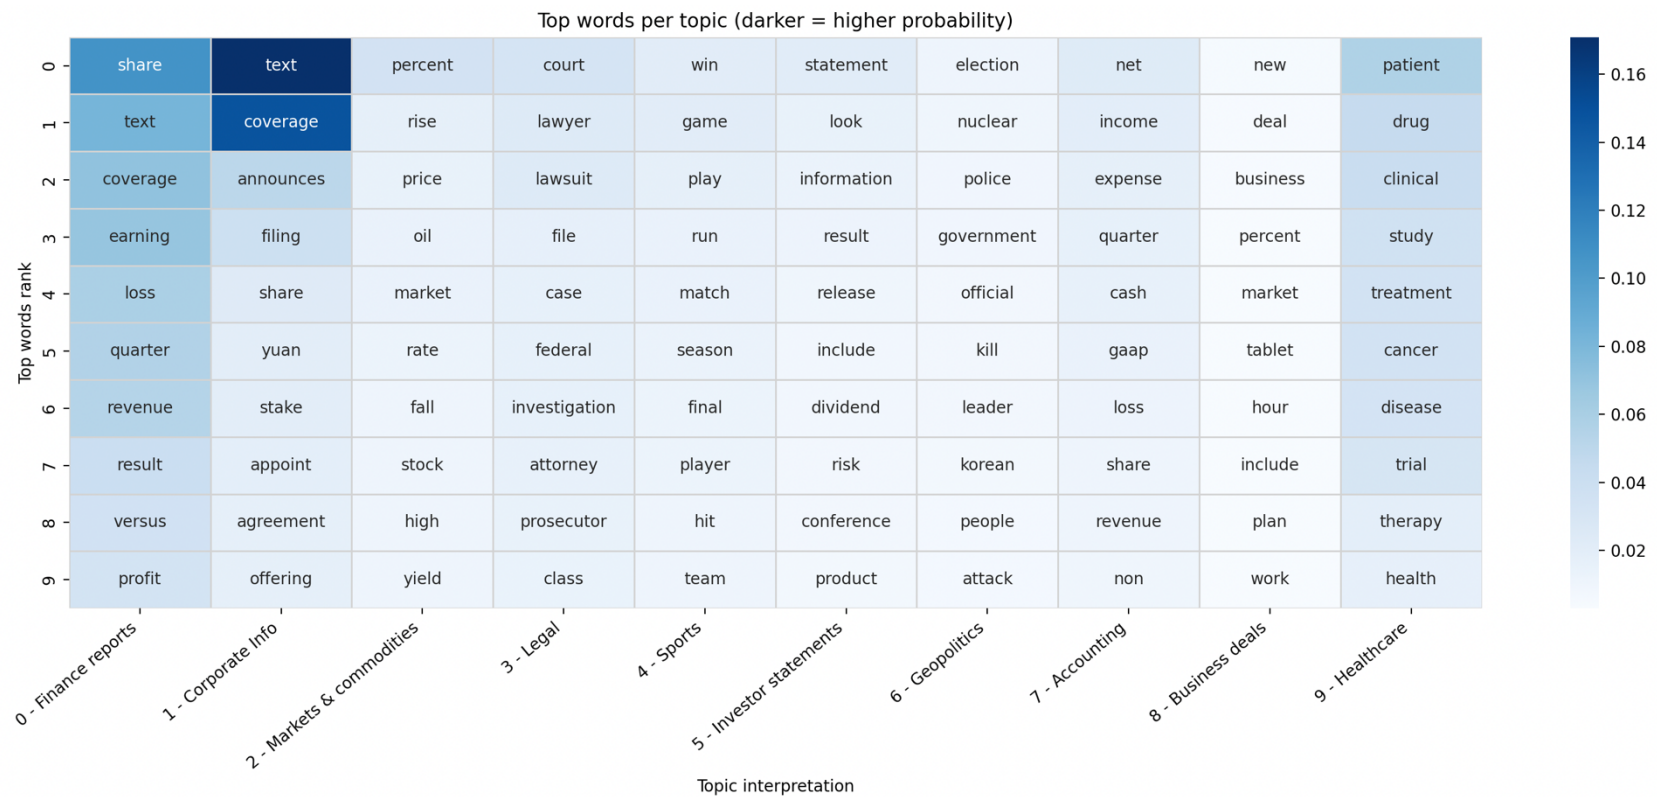 Top words per topic (darker = higher probability)
Top words rank
0 share text percent court win statement election net new patient
1 text coverage rise lawyer game look nuclear income deal drug
2 coverage announces price lawsuit play information police expense business clinical
3 earning filing oil file run result government quarter percent study
4 loss share market case match release official cash market treatment
5 quarter yuan rate federal season include kill gaap tablet cancer
6 revenue stake fall investigation final dividend leader loss hour disease
7 result appoint stock attorney player risk korean share include trial
8 versus agreement high prosecutor hit conference people revenue plan therapy
9 profit offering yield class team product attack non work health
0 - Finance reports
1 - Corporate Info
2 - Markets & commodities
3 - Legal
4 - Sports
5 - Investor statements
6 - Geopolitics
7 - Accounting
8 - Business deals
9 - Healthcare
Topic interpretation
0.16
0.14
0.12
0.10
0.08
0.06
0.04
0.02